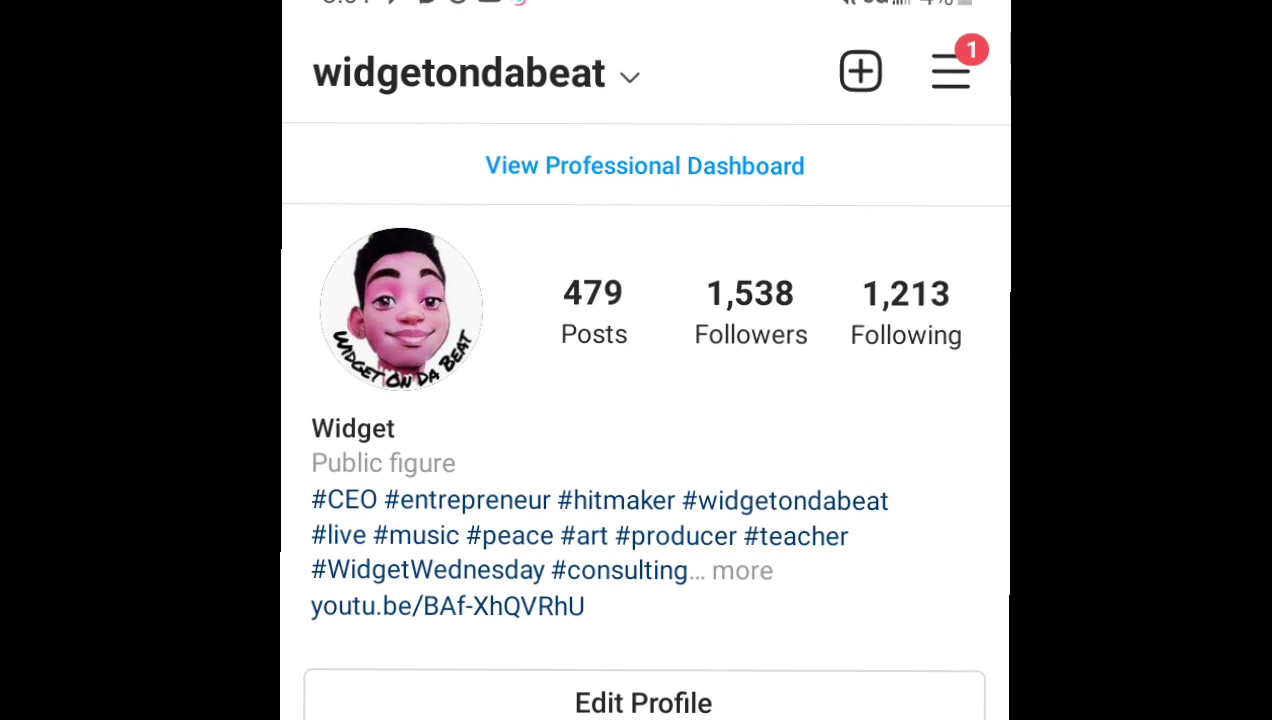 widgetondabeat
1
View Professional Dashboard
479 1,538 1,213
Posts Followers Following
WIDGET ON DA BEAT
Widget
Public figure
#CEO #entrepreneur #hitmaker #widgetondabeat
#live #music #peace #art #producer #teacher
#WidgetWednesday #consulting... more
youtu.be/BAf-XhQVRhU
Edit Profile